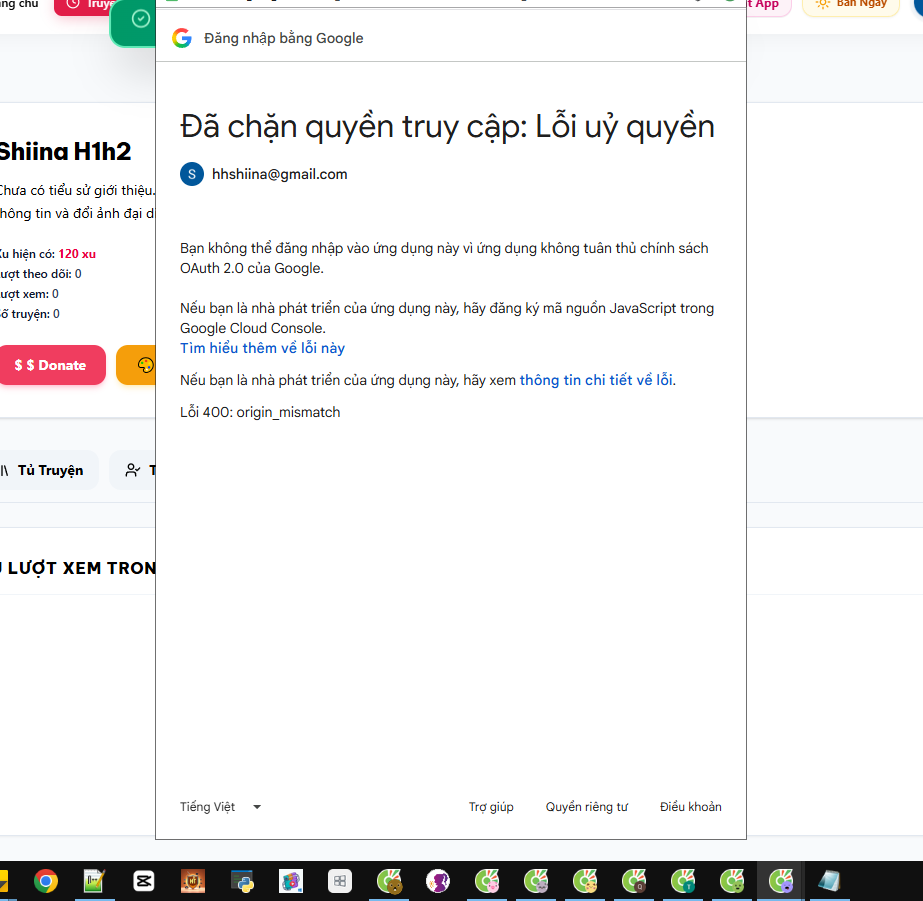 Truyệ
t App
Ban Ngày
Đăng nhập bằng Google
Đã chặn quyền truy cập: Lỗi uỷ quyền
S
hhshiina@gmail.com
Shiina H1h2
Chưa có tiểu sử giới thiệu.
hông tin và đổi ảnh đại d
Xu hiện có: 120 xu
ượt theo dõi: 0
ượt xem: 0
ố truyện: 0
$ $ Donate
Bạn không thể đăng nhập vào ứng dụng này vì ứng dụng không tuân thủ chính sách
OAuth 2.0 của Google.
Nếu bạn là nhà phát triển của ứng dụng này, hãy đăng ký mã nguồn JavaScript trong
Google Cloud Console.
Tìm hiểu thêm về lỗi này
Nếu bạn là nhà phát triển của ứng dụng này, hãy xem thông tin chi tiết về lỗi.
Lỗi 400: origin_mismatch
Tủ Truyện
T
LƯỢT XEM TRON
Tiếng Việt
Trợ giúp
Quyền riêng tư
Điều khoản